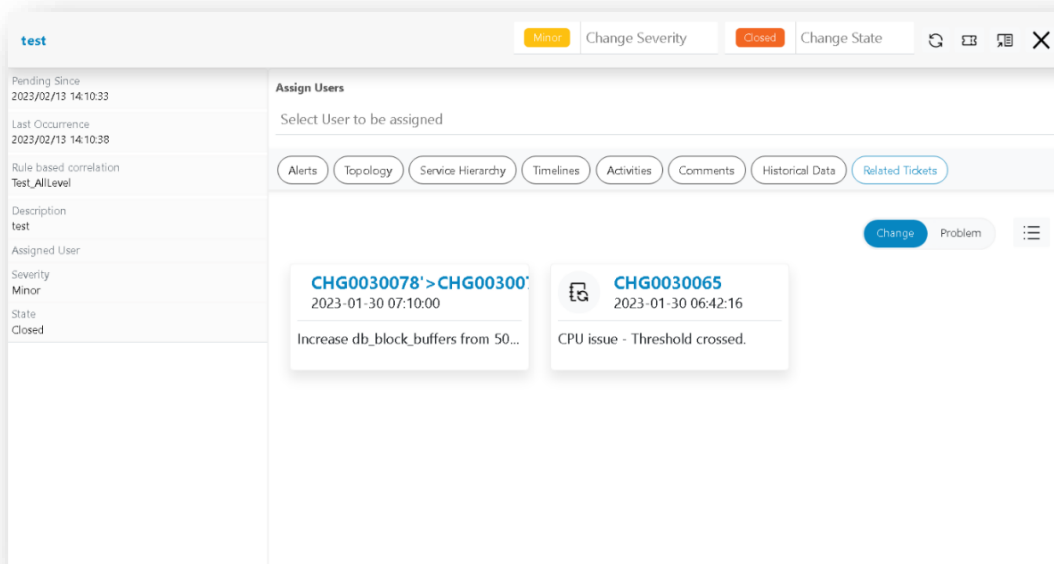 test
Minor
Change Severity
Closed
Change State
Pending Since
2023/02/13 14:10:33
Last Occurrence
2023/02/13 14:10:38
Rule based correlation
Test_AllLevel
Description
test
Assigned User
Severity
Minor
State
Closed
Assign Users
Select User to be assigned
Alerts
Topology
Service Hierarchy
Timelines
Activities
Comments
Historical Data
Related Tickets
Change
Problem
CHG0030078'>CHG003007
2023-01-30 07:10:00
Increase db_block_buffers from 50...
CHG0030065
2023-01-30 06:42:16
CPU issue - Threshold crossed.